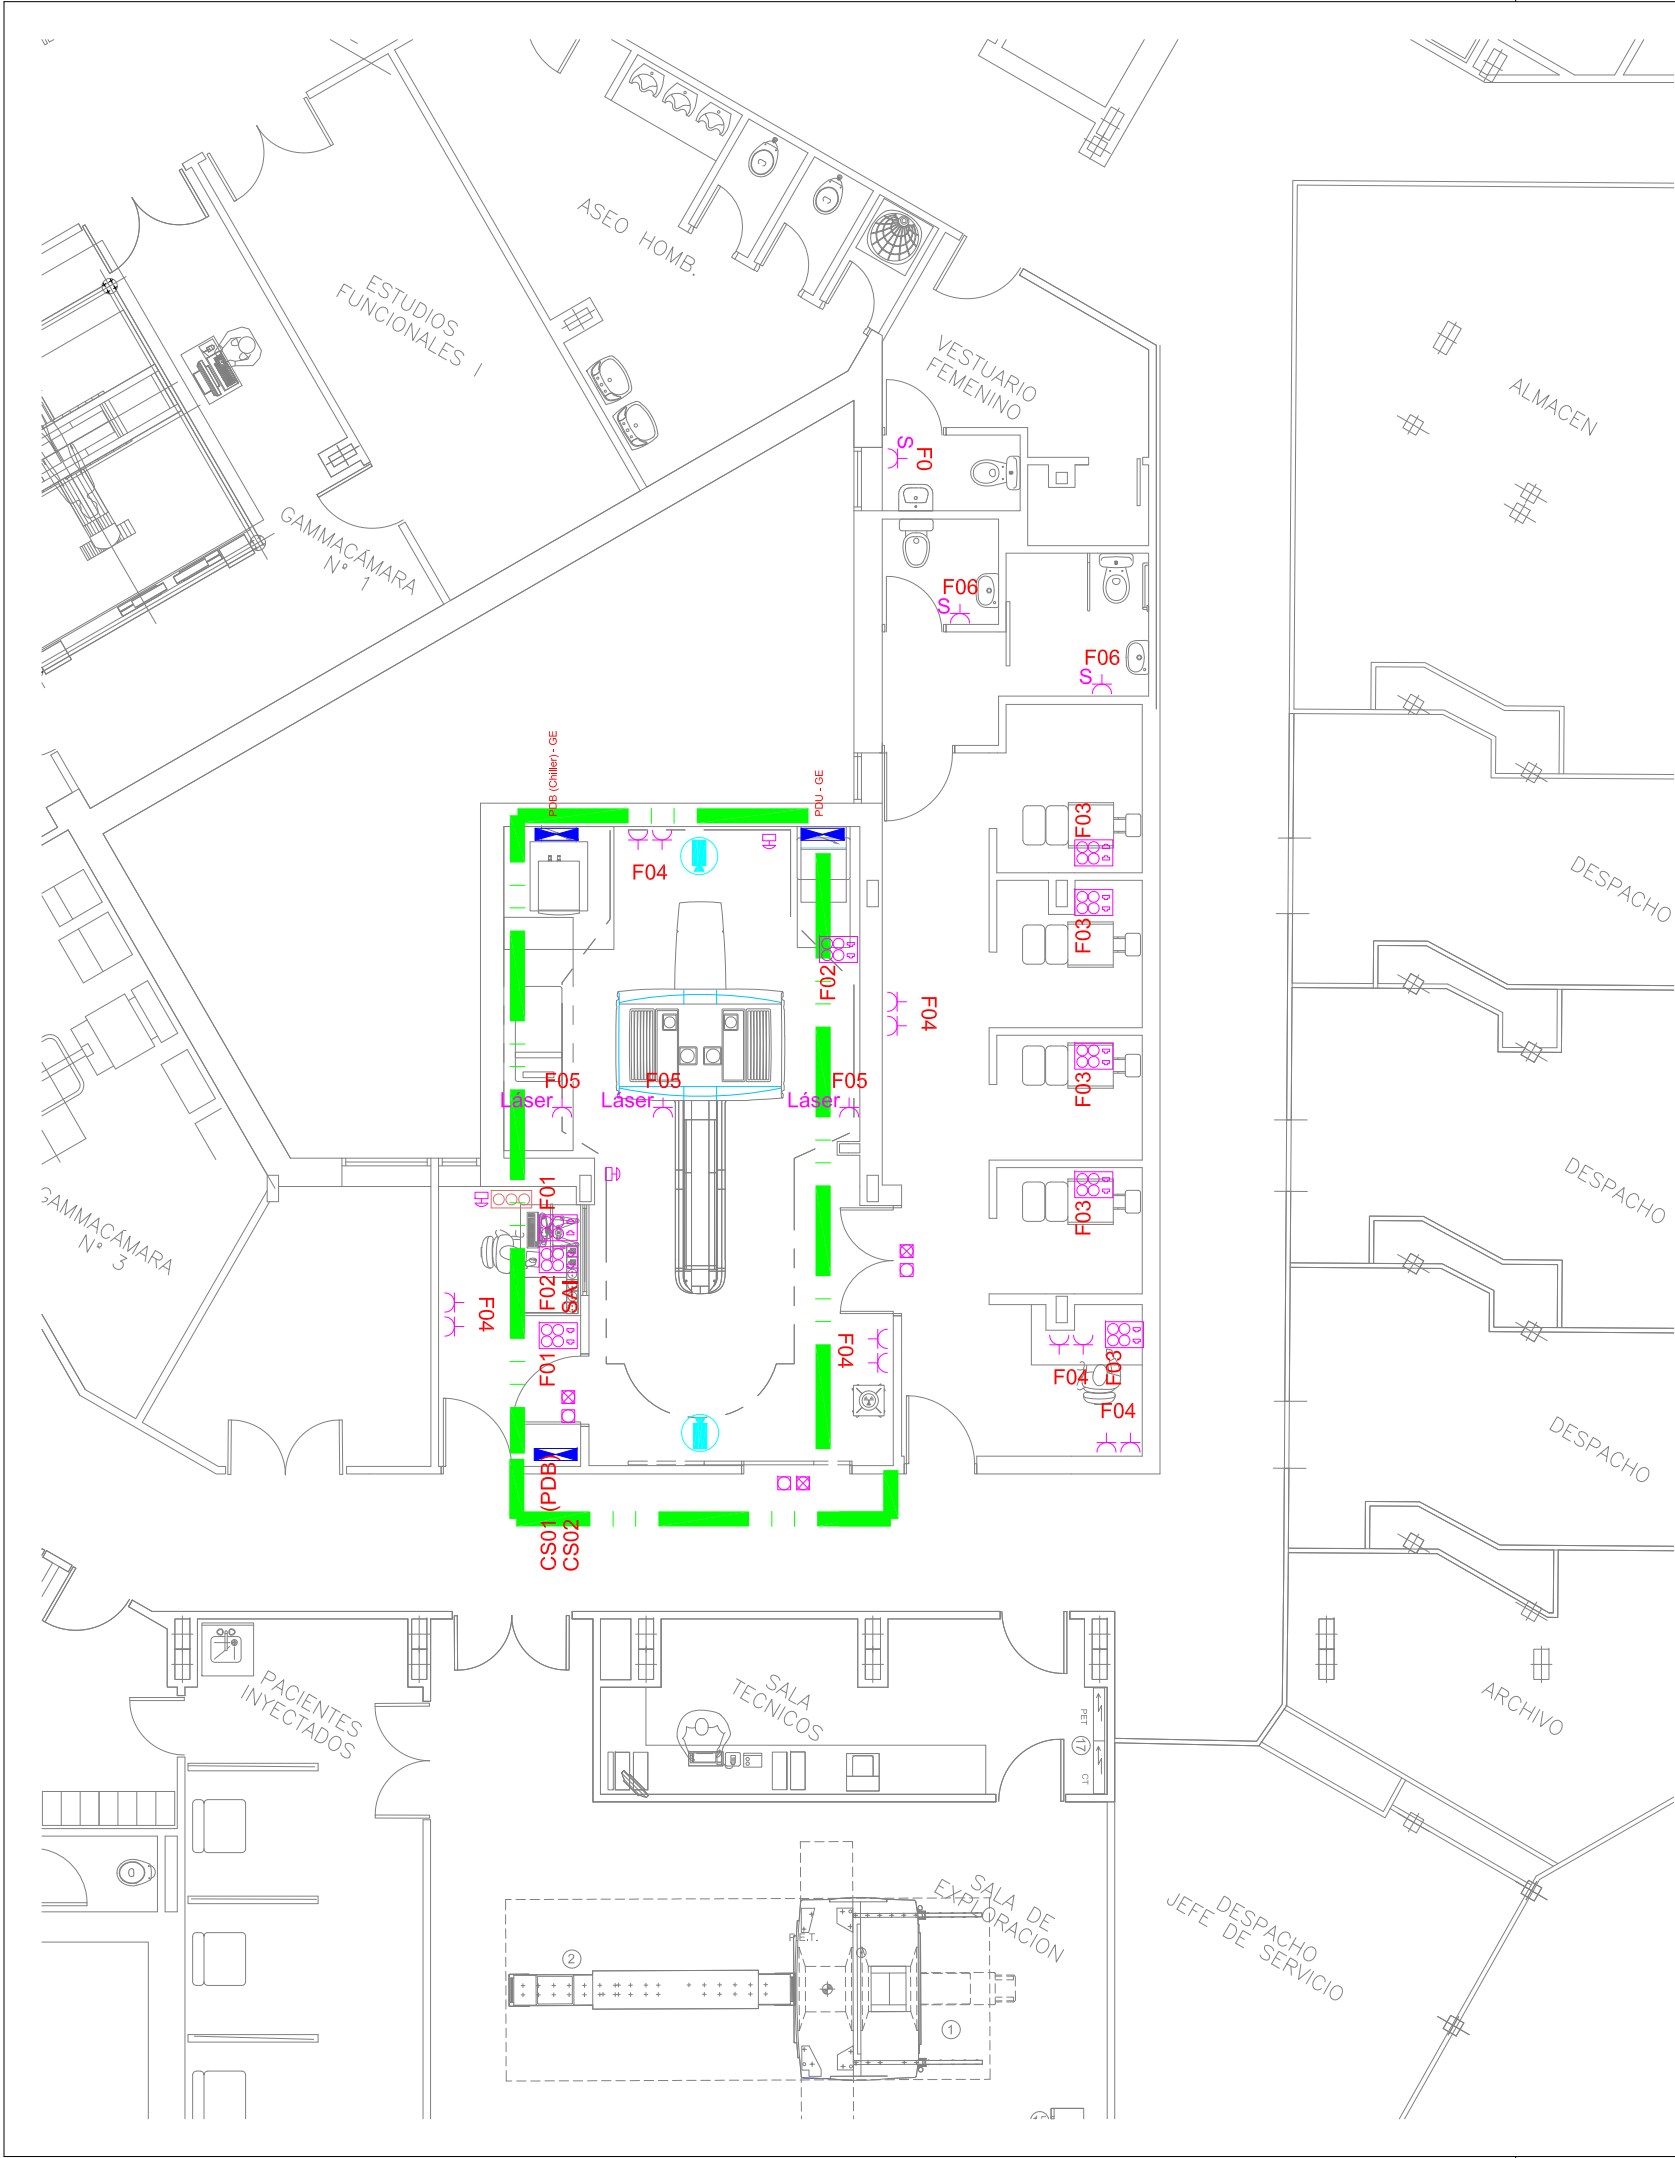 ASEO HOMB.
ESTUDIOS
FUNCIONALES I
VESTUARIO
FEMENINO
ALMACEN
S
F0
GAMMACÁMARA
Nº 1
F06
S
F06
S
PDB (Chiller) - GE
PDU - GE
F03
F04
DESPACHO
F03
F02
F04
F05
Láser
F05
Láser
F05
Láser
F03
DESPACHO
GAMMACÁMARA
Nº 3
F01
F03
F02
SAI
F04
F01
F04
F04
F03
F04
DESPACHO
CS01 (PDB)
CS02
PACIENTES
INYECTADOS
SALA
TECNICOS
PET
17
CT
ARCHIVO
SALA DE
EXPLORACION
P.E.T.
2
1
DESPACHO
JEFE DE SERVICIO